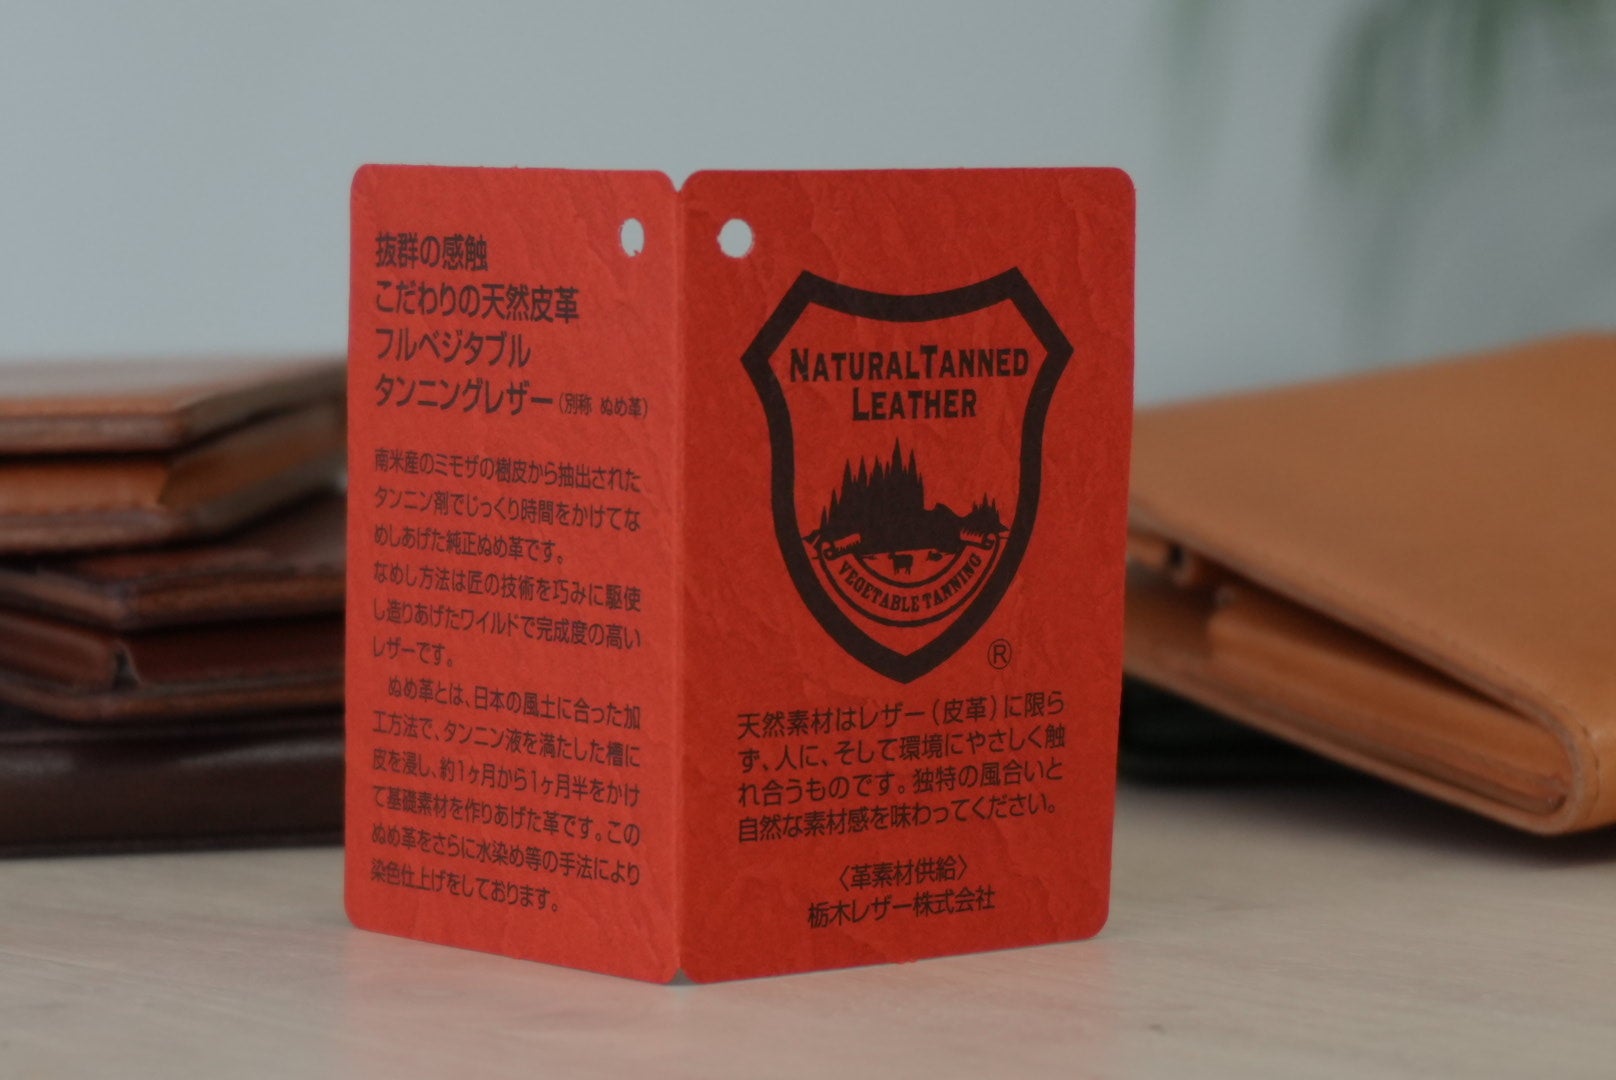 抜群の感触
こだわりの天然皮革
フルベジタブル
タンニングレザー（別称 ぬめ革）
南米産のミモザの樹皮から抽出された
タンニン剤でじっくり時間をかけてな
めしあげた純正ぬめ革です。
なめし方法は匠の技術を巧みに駆使
し造りあげたワイルドで完成度の高い
レザーです。
ぬめ革とは、日本の風土に合った加
工方法で、タンニン液を満たした槽に
皮を浸し、約1ヶ月から1ヶ月半をかけ
て基礎素材を作りあげた革です。この
ぬめ革をさらに水染め等の手法により
染色仕上げをしております。
NATURAL TANNED
LEATHER
VEGETABLE TANNING
®
天然素材はレザー（皮革）に限ら
ず、人に、そして環境にやさしく触
れ合うものです。独特の風合いと
自然な素材感を味わってください。
〈革素材供給〉
栃木レザー株式会社